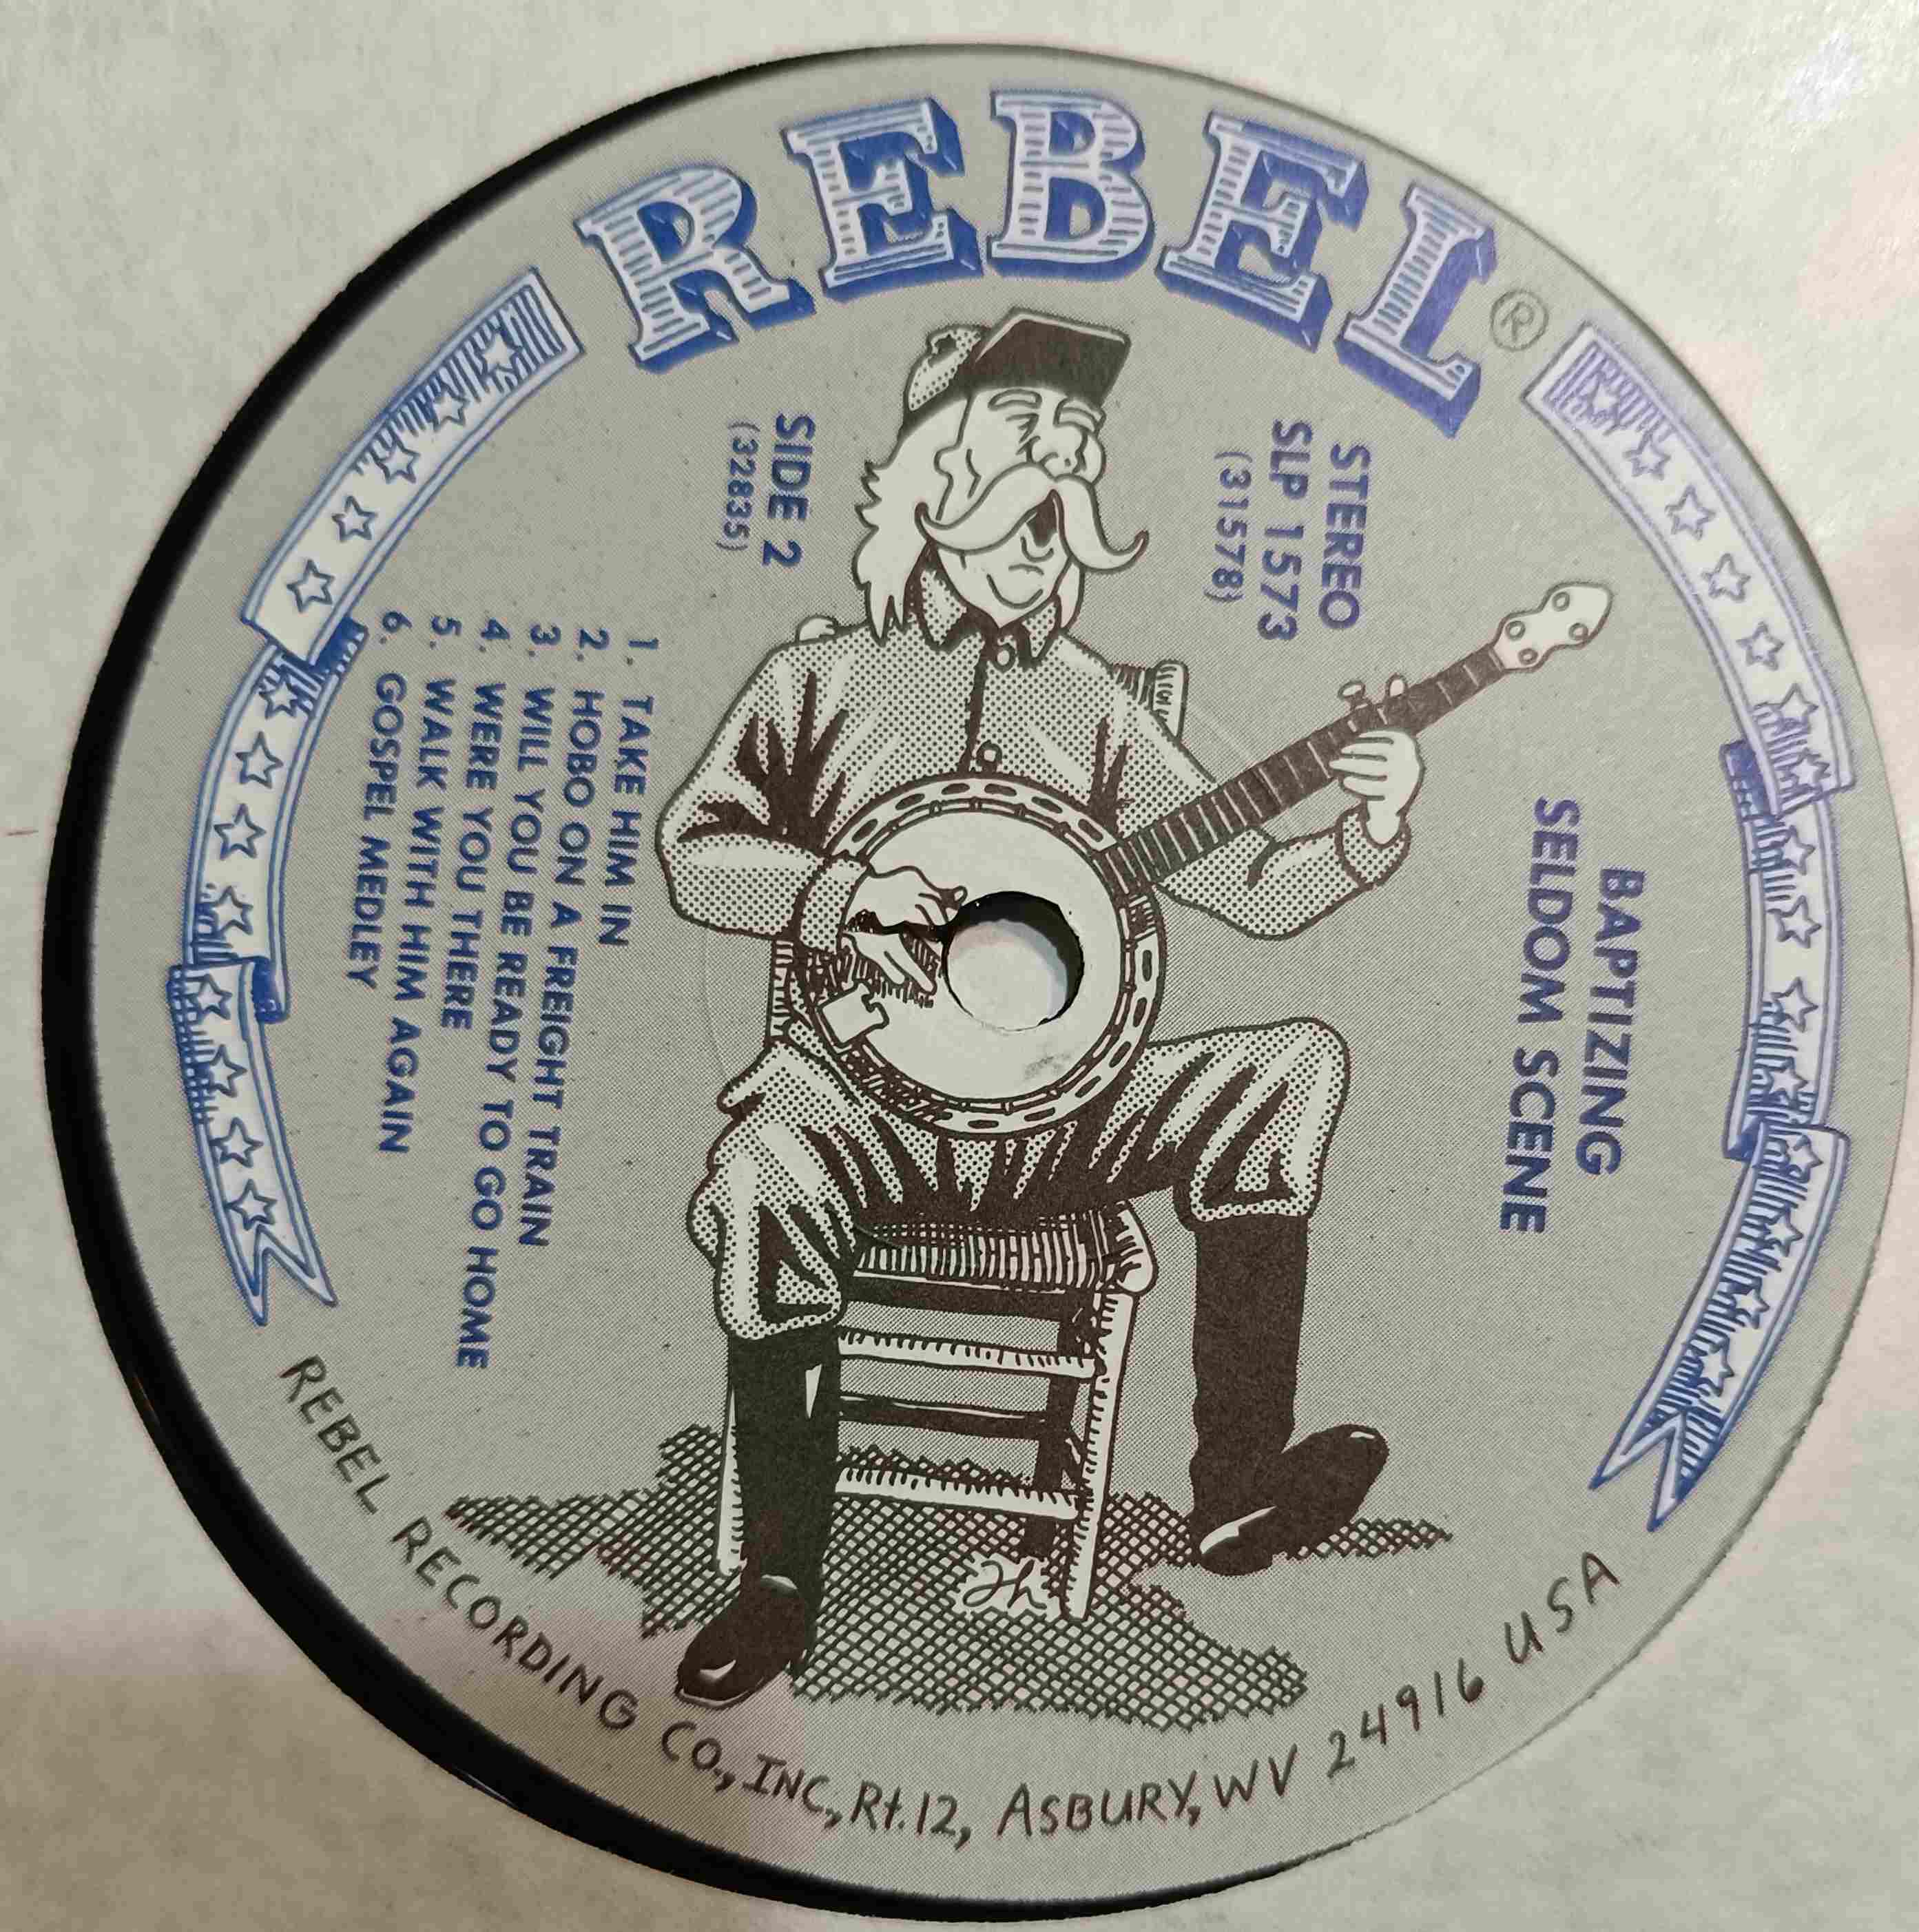 REBEL®
STEREO
SLP 1573
(31578)
SIDE 2
(32835)
BAPTIZING
SELDOM SCENE
1. TAKE HIM IN
2. HOBO ON A FREIGHT TRAIN
3. WILL YOU BE READY TO GO HOME
4. WERE YOU THERE
5. WALK WITH HIM AGAIN
6. GOSPEL MEDLEY
Jh
REBEL RECORDING CO., INC., Rt. 12, ASBURY, WV 24916 USA